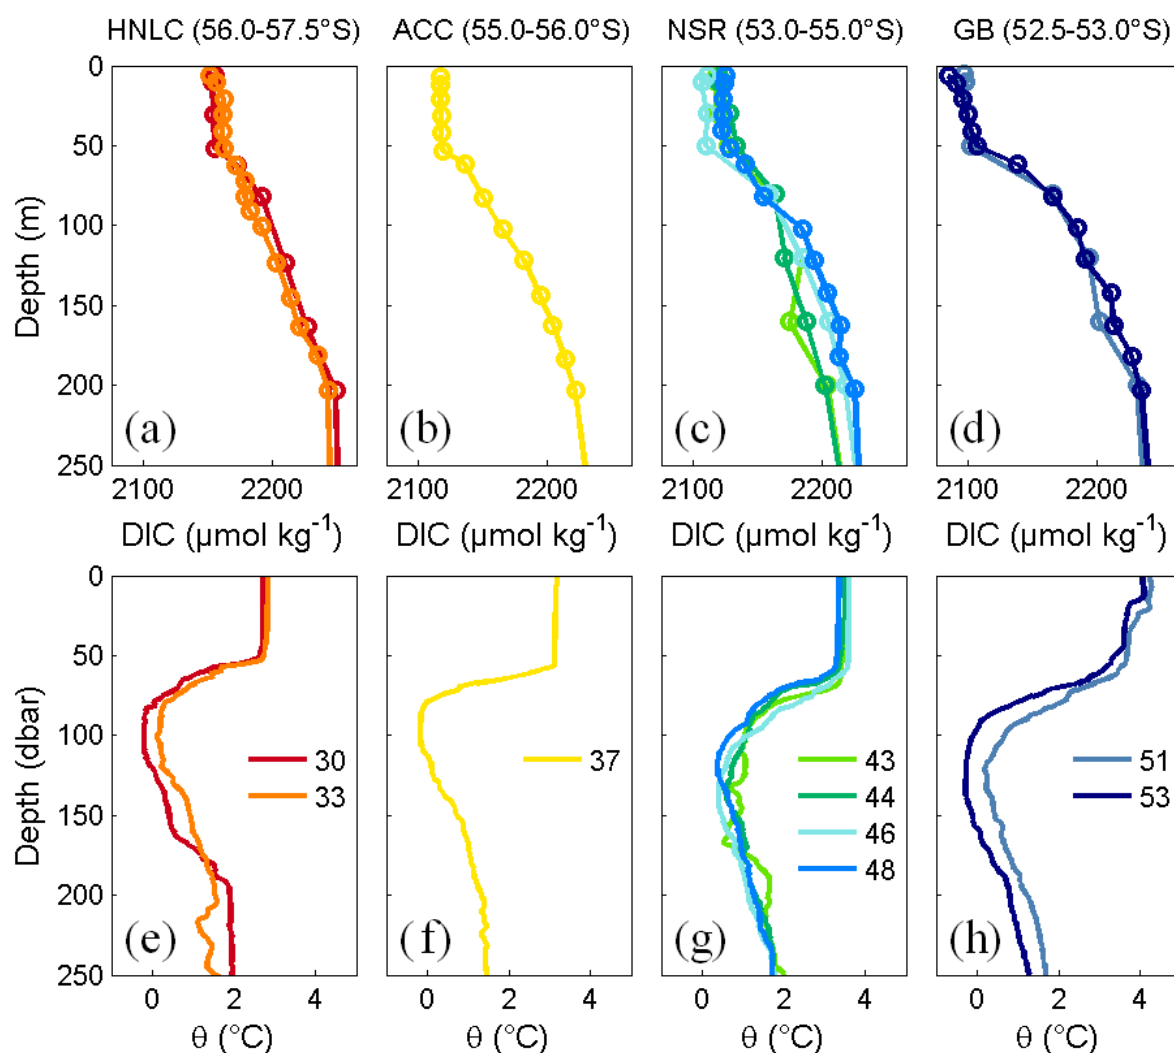 HNLC (56.0-57.5°S)
ACC (55.0-56.0°S)
NSR (53.0-55.0°S)
GB (52.5-53.0°S)
0
50
100
150
200
250
Depth (m)
(a)
(b)
(c)
(d)
2100
2200
2100
2200
2100
2200
2100
2200
DIC (µmol kg⁻¹)
DIC (µmol kg⁻¹)
DIC (µmol kg⁻¹)
DIC (µmol kg⁻¹)
0
50
100
150
200
250
Depth (dbar)
30
33
37
43
44
46
48
51
53
(e)
(f)
(g)
(h)
0
2
4
0
2
4
0
2
4
0
2
4
θ (°C)
θ (°C)
θ (°C)
θ (°C)